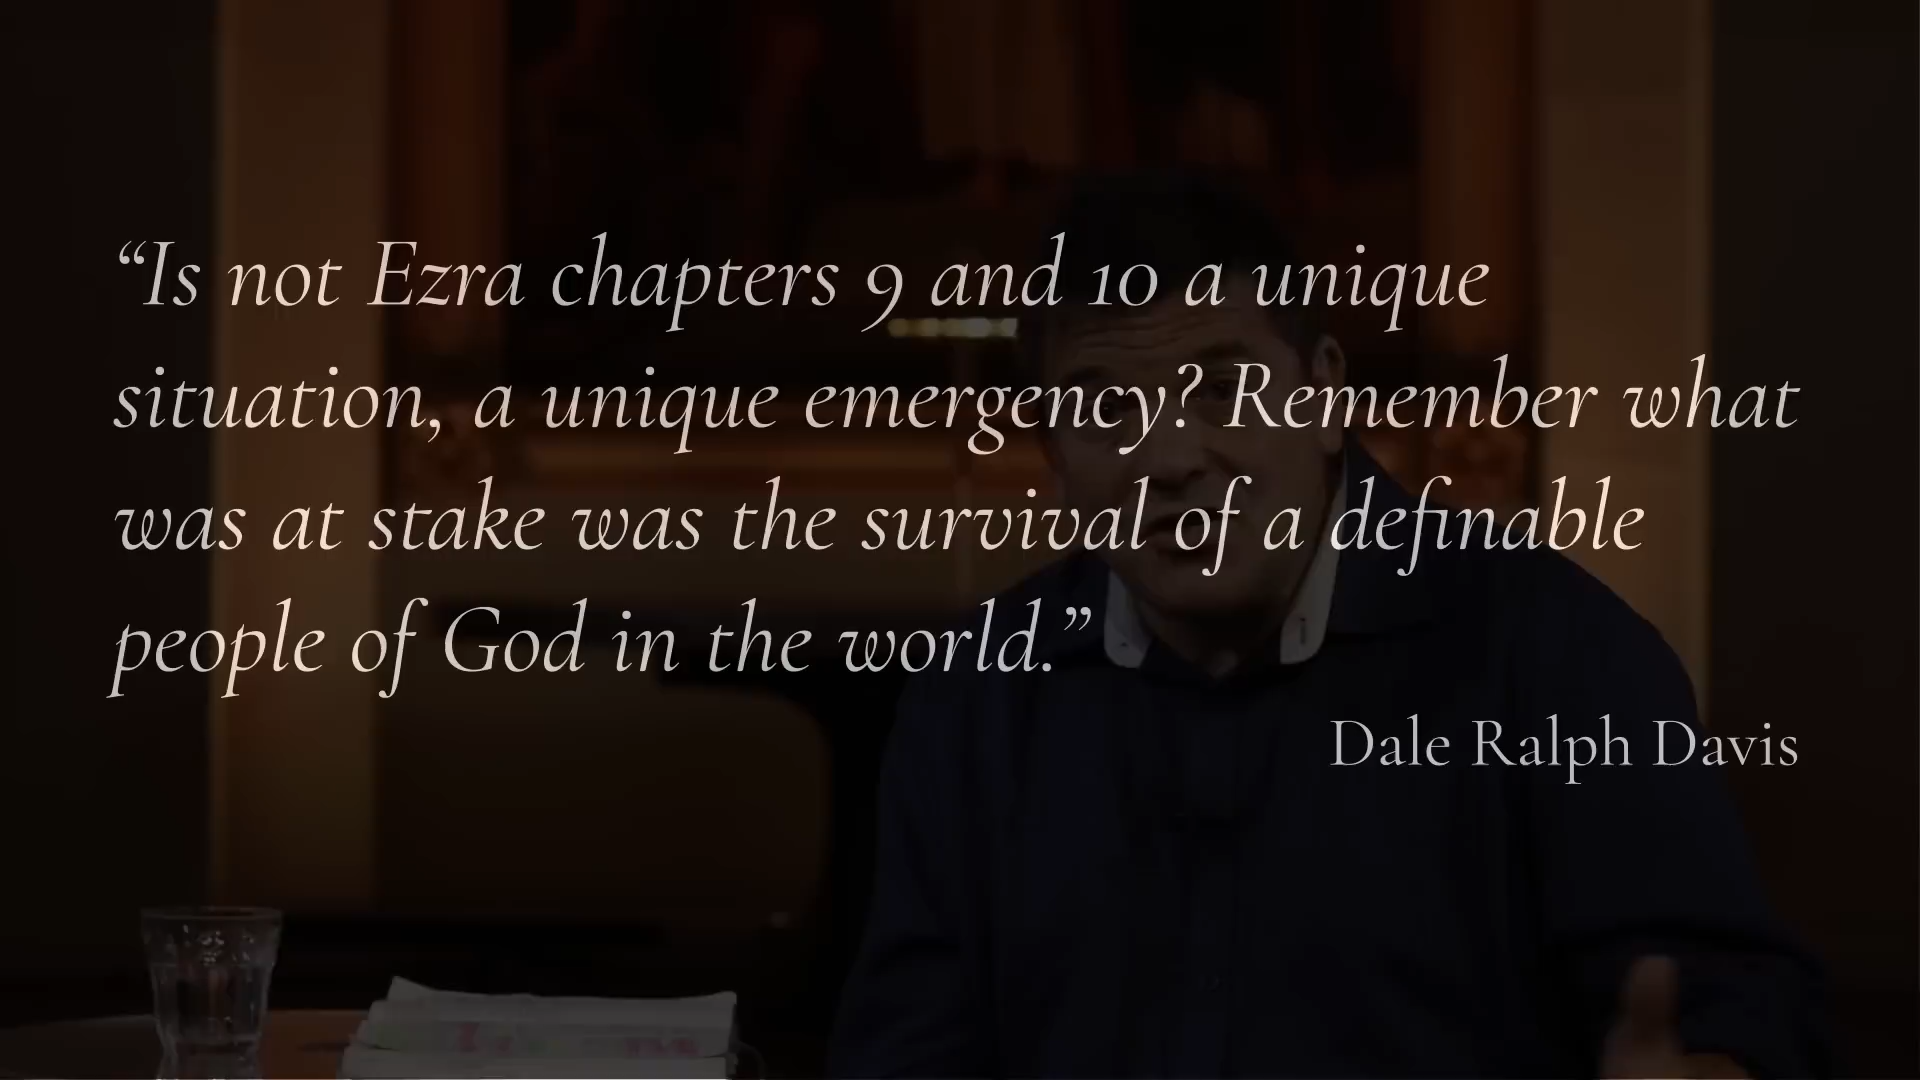 “Is not Ezra chapters 9 and 10 a unique
situation, a unique emergency? Remember what
was at stake was the survival of a definable
people of God in the world.”
Dale Ralph Davis